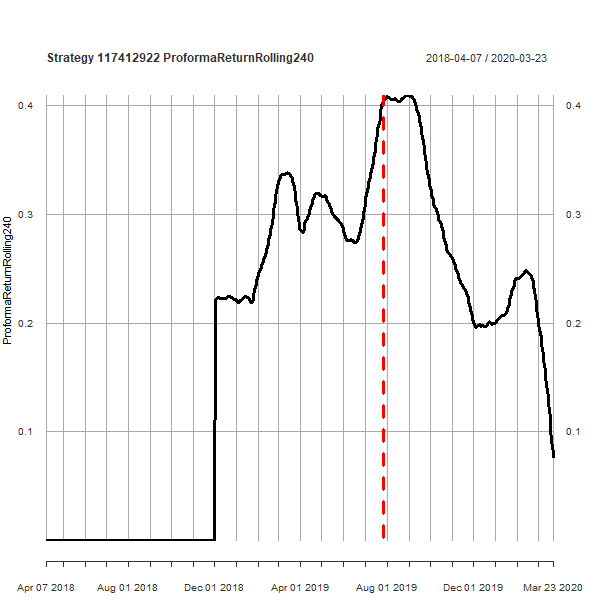 Strategy 117412922 ProformaReturnRolling240
2018-04-07 / 2020-03-23
0.4 0.4
0.3 0.3
0.2 0.2
0.1 0.1
ProformaReturnRolling240
Apr 07 2018 Aug 01 2018 Dec 01 2018 Apr 01 2019 Aug 01 2019 Dec 01 2019 Mar 23 2020